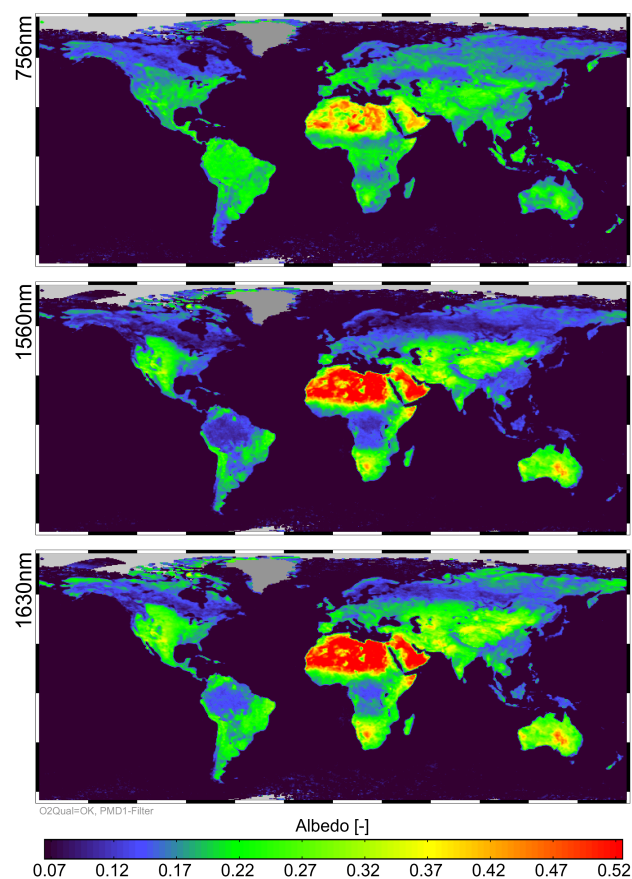 756nm
1560nm
1630nm
O2Qual=OK, PMD1-Filter
Albedo [-]
0.07 0.12 0.17 0.22 0.27 0.32 0.37 0.42 0.47 0.52